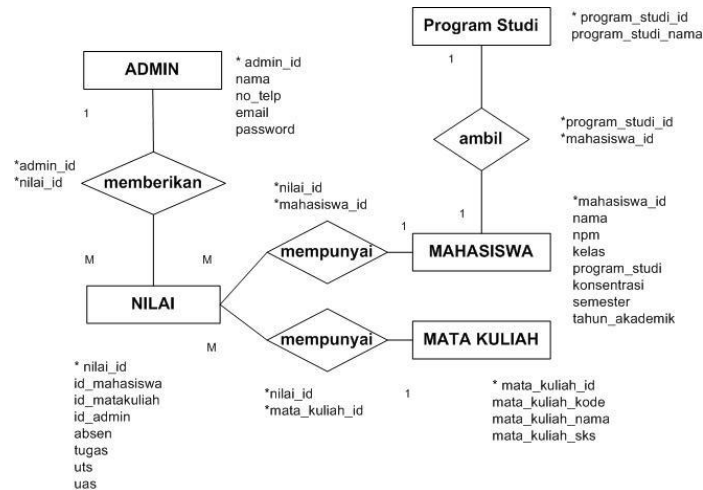 Program Studi
* program_studi_id
program_studi_nama
ADMIN
* admin_id
nama
no_telp
email
password
1
1
ambil
*program_studi_id
*mahasiswa_id
*admin_id
*nilai_id
memberikan
*nilai_id
*mahasiswa_id
*mahasiswa_id
nama
npm
kelas
program_studi
konsentrasi
semester
tahun_akademik
1
1
mempunyai
MAHASISWA
M
M
NILAI
M
mempunyai
MATA KULIAH
* nilai_id
id_mahasiswa
id_matakuliah
id_admin
absen
tugas
uts
uas
*nilai_id
*mata_kuliah_id
1
* mata_kuliah_id
mata_kuliah_kode
mata_kuliah_nama
mata_kuliah_sks